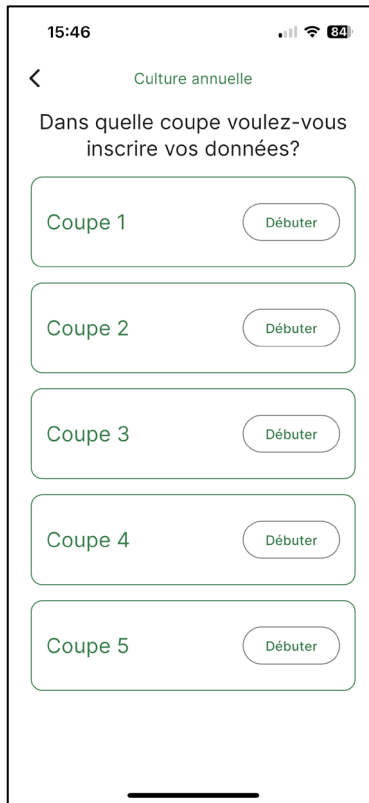 15:46
84
Culture annuelle
Dans quelle coupe voulez-vous
inscrire vos données?
Coupe 1
Débuter
Coupe 2
Débuter
Coupe 3
Débuter
Coupe 4
Débuter
Coupe 5
Débuter